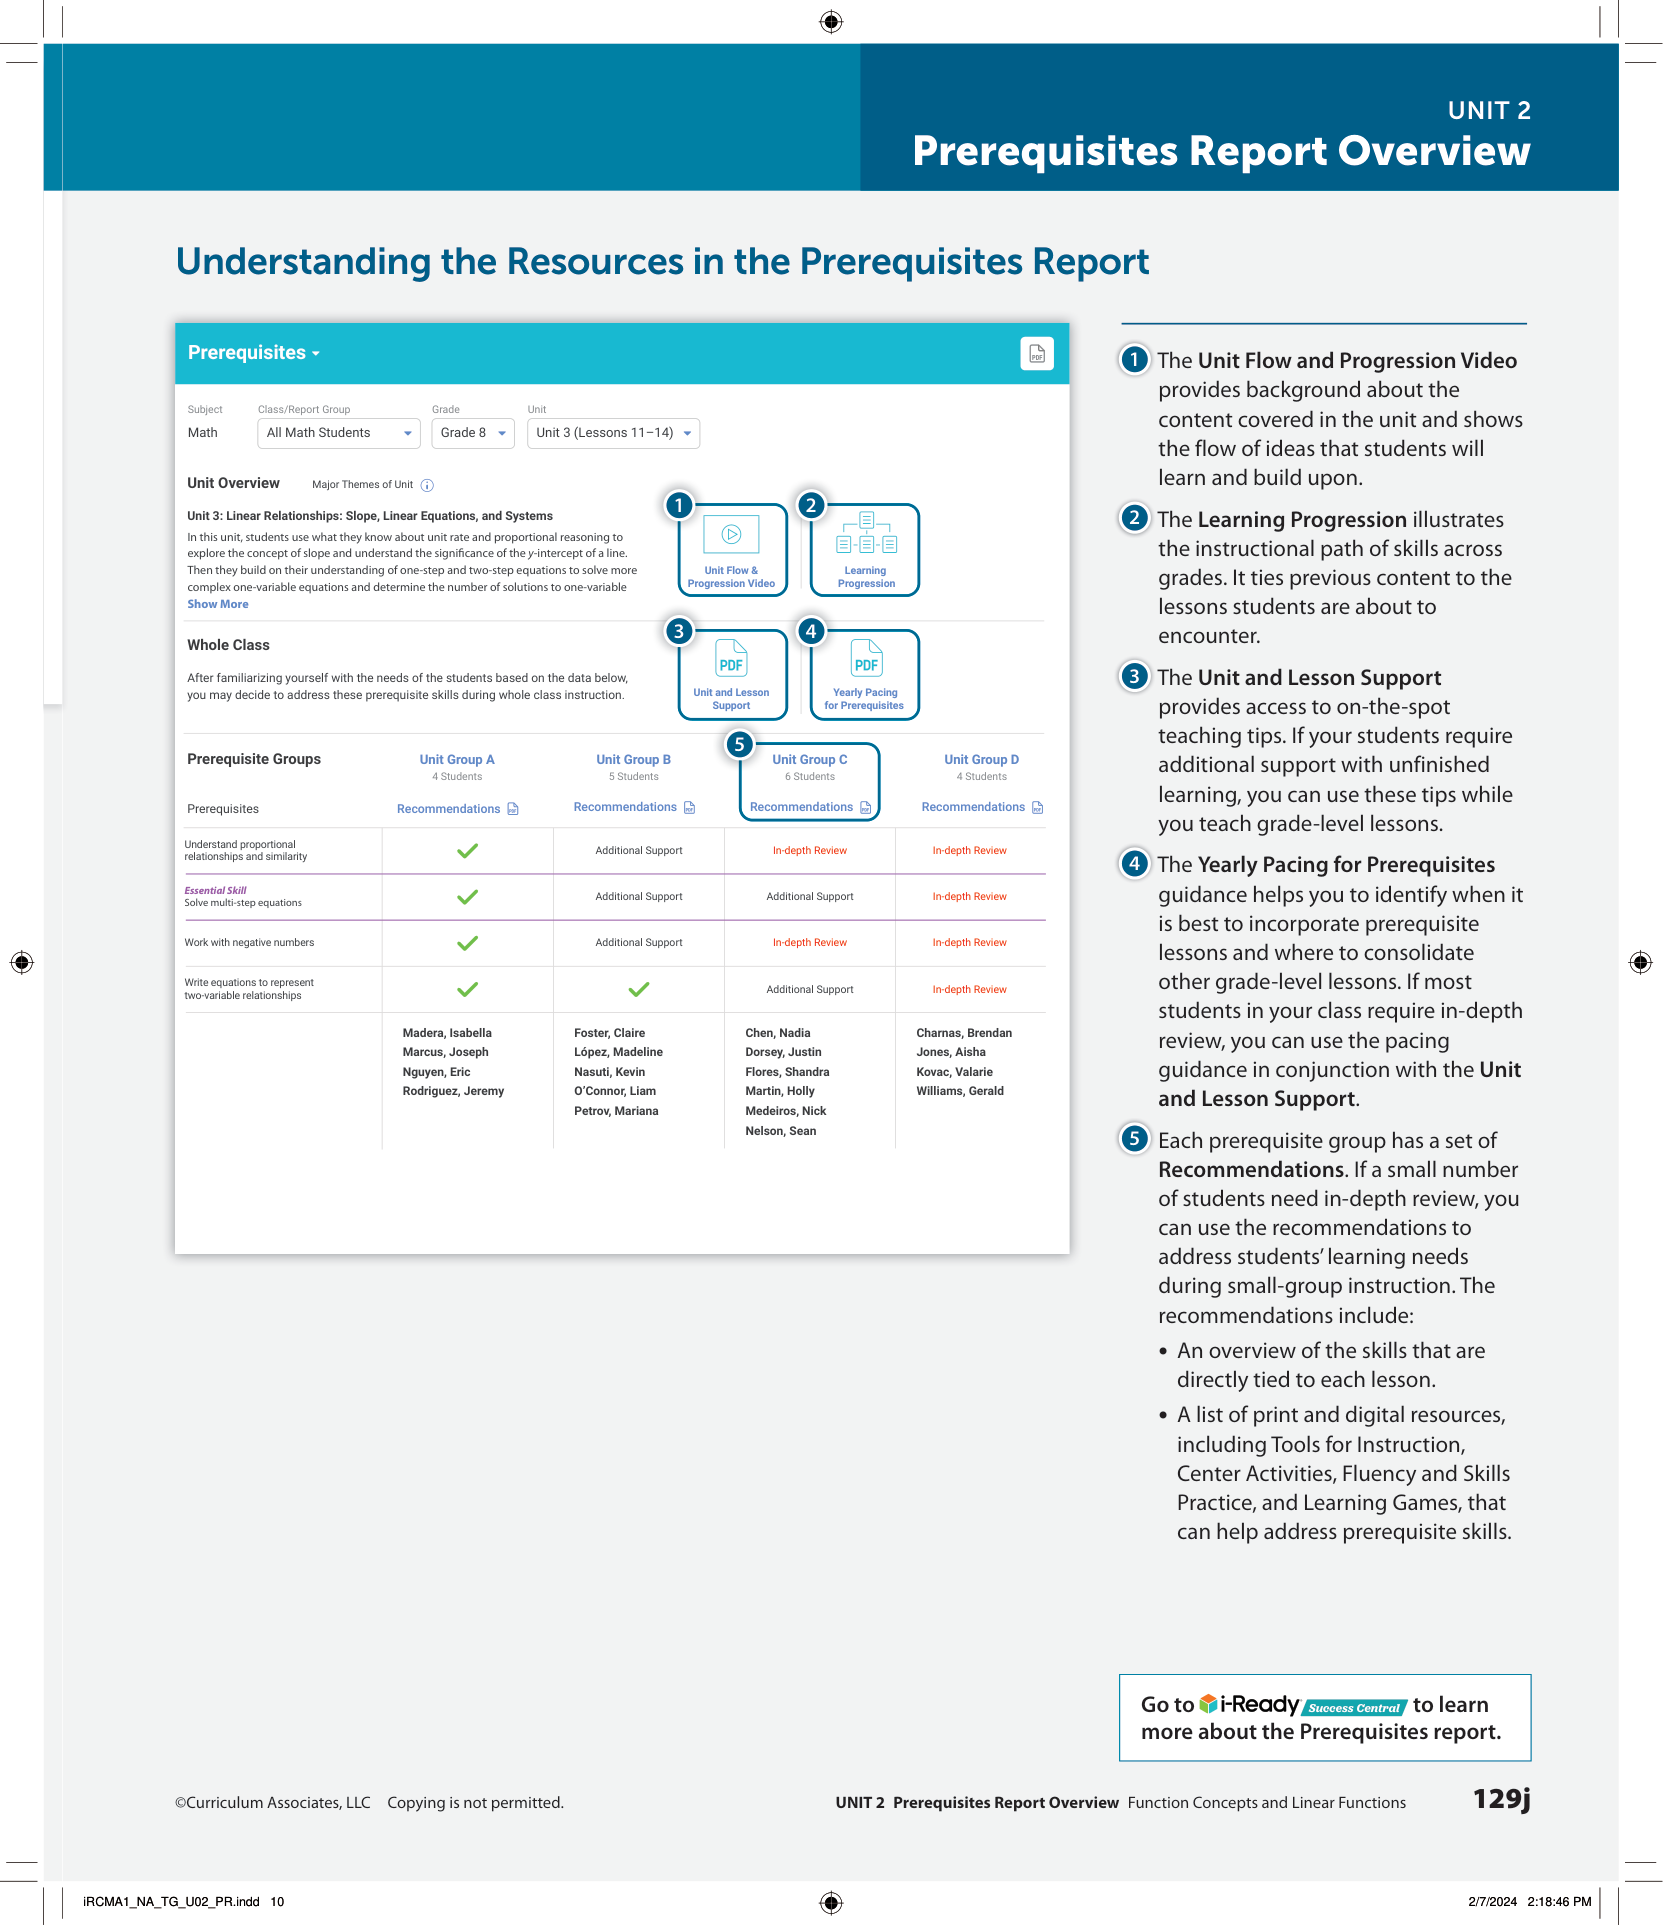 UNIT 2
Prerequisites Report Overview
Understanding the Resources in the Prerequisites Report
Prerequisites
PDF
Subject
Class/Report Group
Grade
Unit
Math
All Math Students
Grade 8
Unit 3 (Lessons 11–14)
Unit Overview
Major Themes of Unit
Unit 3: Linear Relationships: Slope, Linear Equations, and Systems
In this unit, students use what they know about unit rate and proportional reasoning to
explore the concept of slope and understand the significance of the y-intercept of a line.
Then they build on their understanding of one-step and two-step equations to solve more
complex one-variable equations and determine the number of solutions to one-variable
Show More
1
Unit Flow &
Progression Video
2
Learning
Progression
Whole Class
After familiarizing yourself with the needs of the students based on the data below,
you may decide to address these prerequisite skills during whole class instruction.
3
PDF
Unit and Lesson
Support
4
PDF
Yearly Pacing
for Prerequisites
5
Prerequisite Groups
Unit Group A
Unit Group B
Unit Group C
Unit Group D
4 Students
5 Students
6 Students
4 Students
Prerequisites
Recommendations PDF
Recommendations PDF
Recommendations PDF
Recommendations PDF
Understand proportional
relationships and similarity
Additional Support
In-depth Review
In-depth Review
Essential Skill
Solve multi-step equations
Additional Support
Additional Support
In-depth Review
Work with negative numbers
Additional Support
In-depth Review
In-depth Review
Write equations to represent
two-variable relationships
Additional Support
In-depth Review
Madera, Isabella
Marcus, Joseph
Nguyen, Eric
Rodriguez, Jeremy
Foster, Claire
López, Madeline
Nasuti, Kevin
O'Connor, Liam
Petrov, Mariana
Chen, Nadia
Dorsey, Justin
Flores, Shandra
Martin, Holly
Medeiros, Nick
Nelson, Sean
Charnas, Brendan
Jones, Aisha
Kovac, Valarie
Williams, Gerald
1 The Unit Flow and Progression Video
provides background about the
content covered in the unit and shows
the flow of ideas that students will
learn and build upon.
2 The Learning Progression illustrates
the instructional path of skills across
grades. It ties previous content to the
lessons students are about to
encounter.
3 The Unit and Lesson Support
provides access to on-the-spot
teaching tips. If your students require
additional support with unfinished
learning, you can use these tips while
you teach grade-level lessons.
4 The Yearly Pacing for Prerequisites
guidance helps you to identify when it
is best to incorporate prerequisite
lessons and where to consolidate
other grade-level lessons. If most
students in your class require in-depth
review, you can use the pacing
guidance in conjunction with the Unit
and Lesson Support.
5 Each prerequisite group has a set of
Recommendations. If a small number
of students need in-depth review, you
can use the recommendations to
address students' learning needs
during small-group instruction. The
recommendations include:
• An overview of the skills that are
directly tied to each lesson.
• A list of print and digital resources,
including Tools for Instruction,
Center Activities, Fluency and Skills
Practice, and Learning Games, that
can help address prerequisite skills.
Go to i-Ready Success Central to learn
more about the Prerequisites report.
©Curriculum Associates, LLC Copying is not permitted.
UNIT 2 Prerequisites Report Overview Function Concepts and Linear Functions 129j
iRCMA1_NA_TG_U02_PR.indd 10
2/7/2024 2:18:46 PM